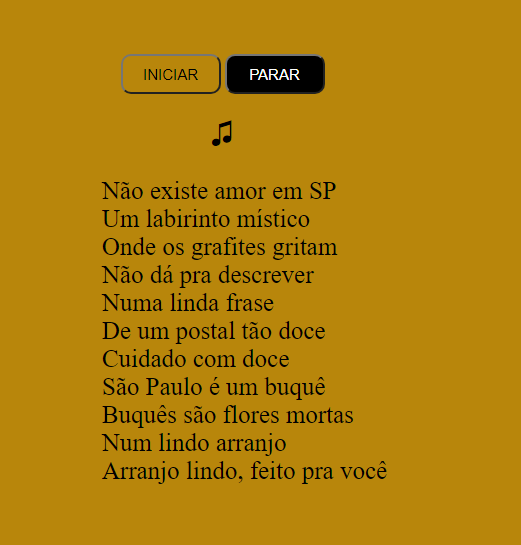 INICIAR PARAR
♫
Não existe amor em SP
Um labirinto místico
Onde os grafites gritam
Não dá pra descrever
Numa linda frase
De um postal tão doce
Cuidado com doce
São Paulo é um buquê
Buquês são flores mortas
Num lindo arranjo
Arranjo lindo, feito pra você